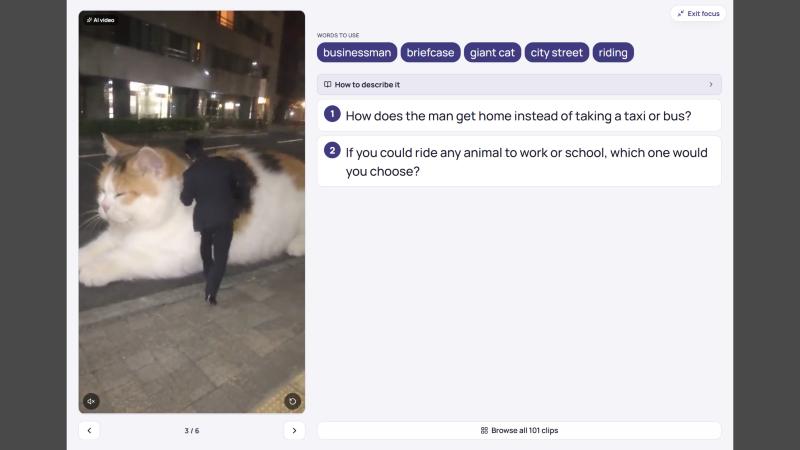 AI video
Exit focus
WORDS TO USE
businessman briefcase giant cat city street riding
How to describe it
1 How does the man get home instead of taking a taxi or bus?
2 If you could ride any animal to work or school, which one would
you choose?
3 / 6
Browse all 101 clips